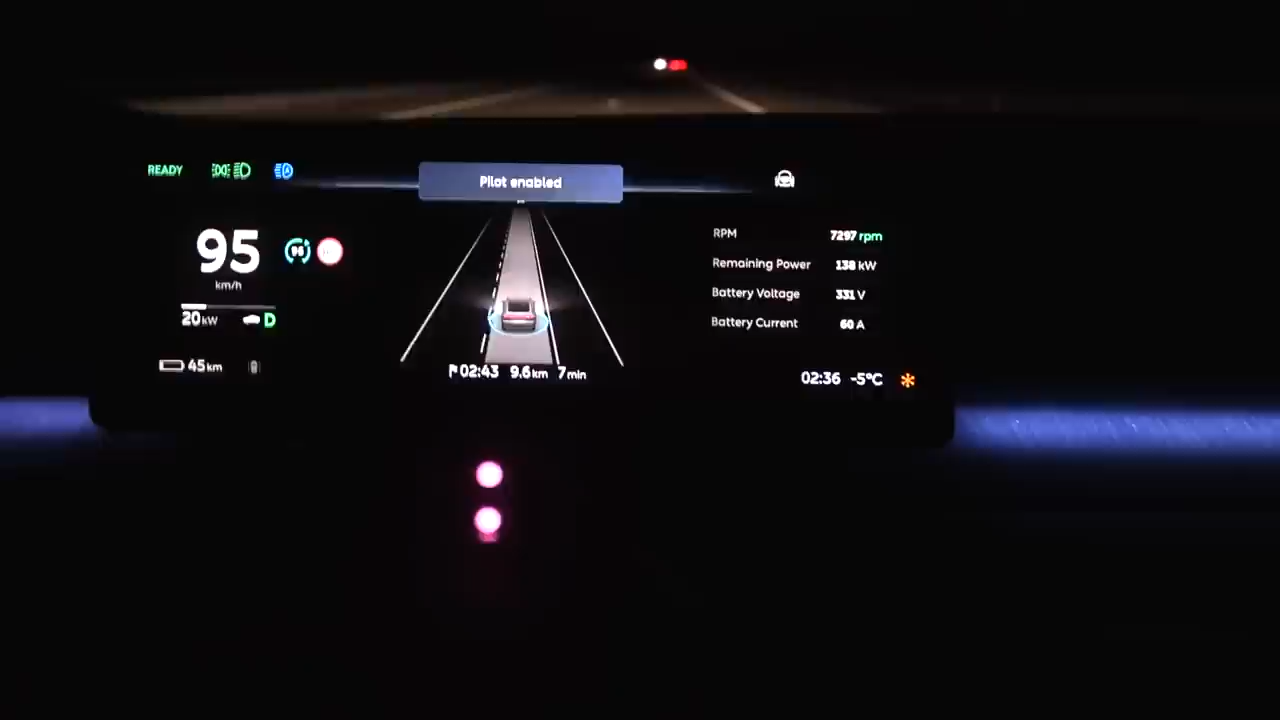 READY
Pilot enabled
95
km/h
96
20kW
D
45km
02:43 9.6km 7min
RPM 7297 rpm
Remaining Power 138 kW
Battery Voltage 331 V
Battery Current 60 A
02:36 -5°C